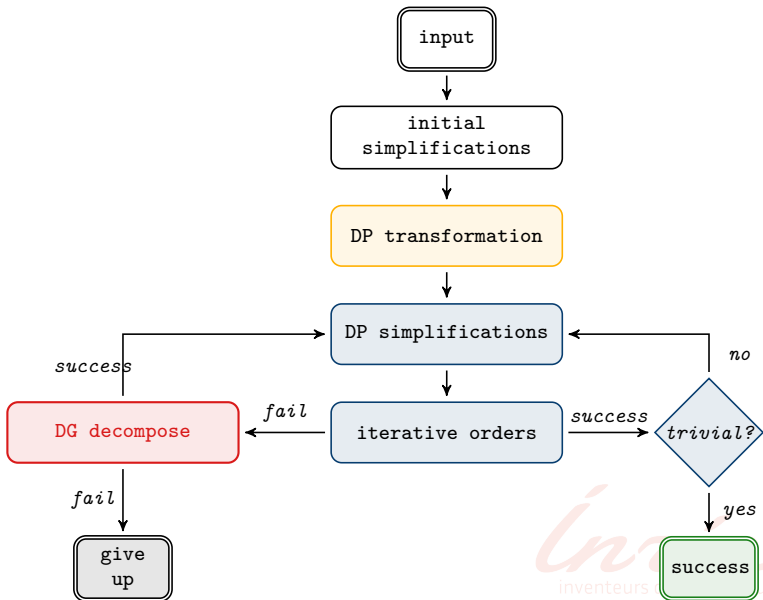 input
initial
simplifications
DP transformation
DP simplifications
success
no
DG decompose
fail
iterative orders
success
trivial?
fail
yes
give
up
success
inventeurs